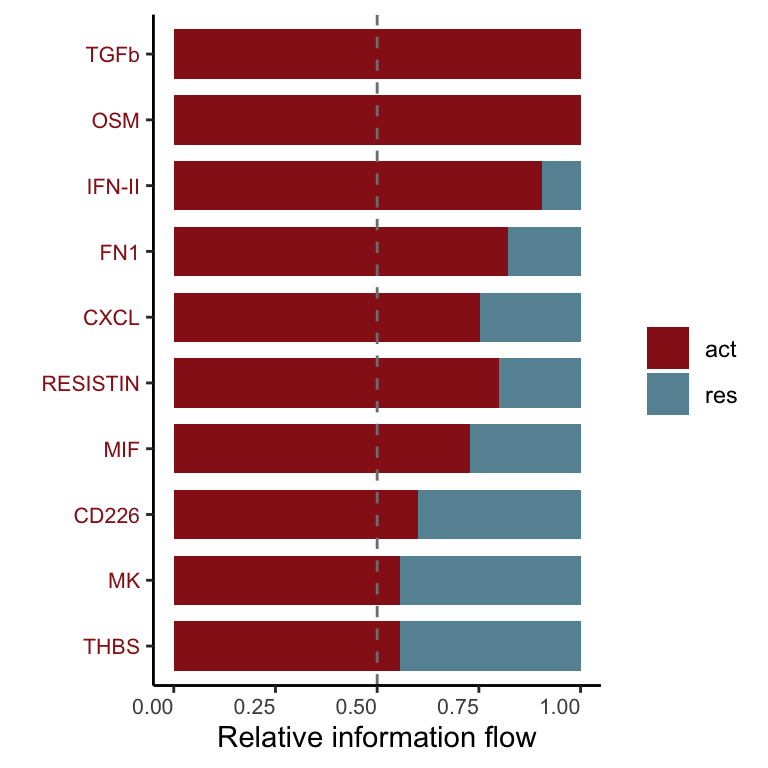 TGFb
OSM
IFN-II
FN1
CXCL
RESISTIN
MIF
CD226
MK
THBS
0.00 0.25 0.50 0.75 1.00
Relative information flow
act
res